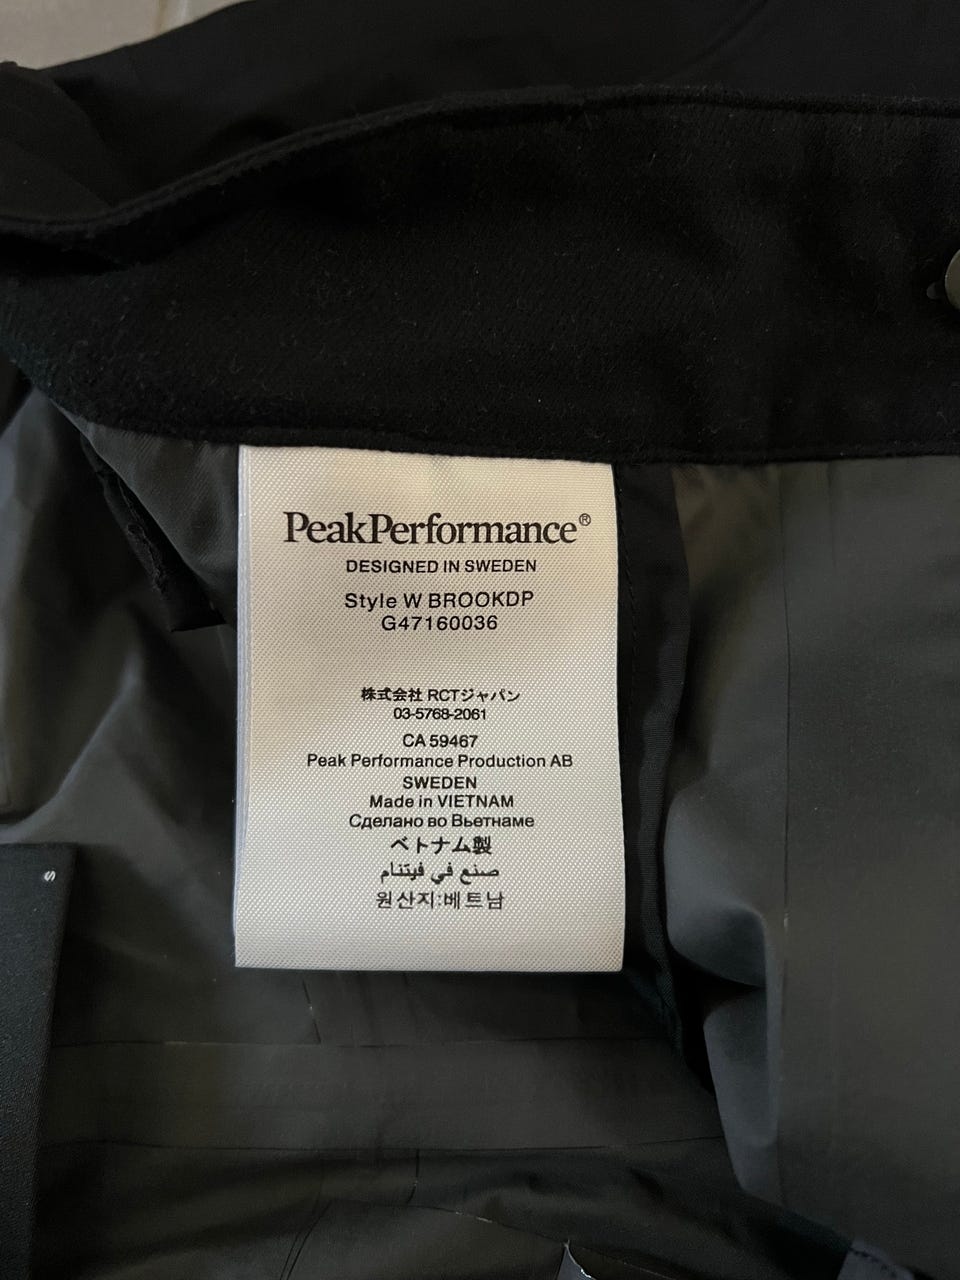 PeakPerformance®
DESIGNED IN SWEDEN
Style W BROOKDP
G47160036
株式会社 RCTジャパン
03-5768-2061
CA 59467
Peak Performance Production AB
SWEDEN
Made in VIETNAM
Сделано во Вьетнаме
ベトナム製
صنع في فيتنام
원산지:베트남
S